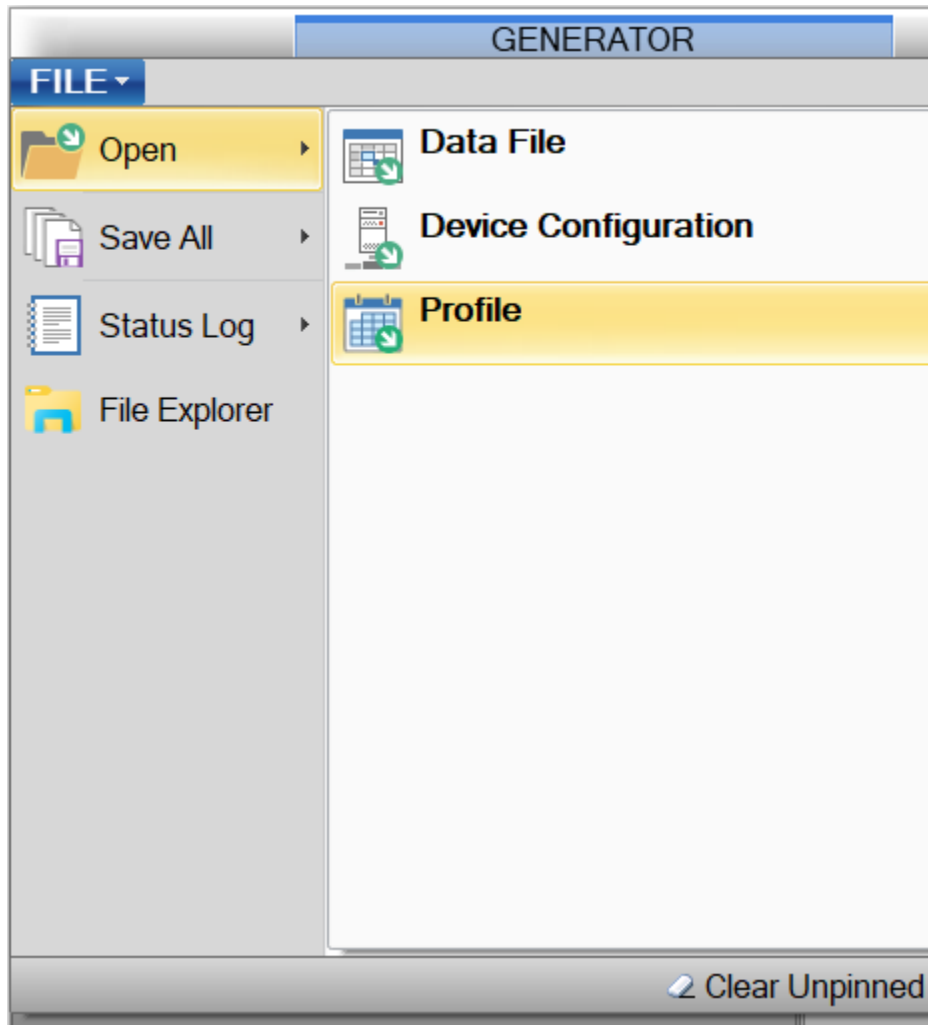 GENERATOR
FILE
Open
Save All
Status Log
File Explorer
Data File
Device Configuration
Profile
Clear Unpinned